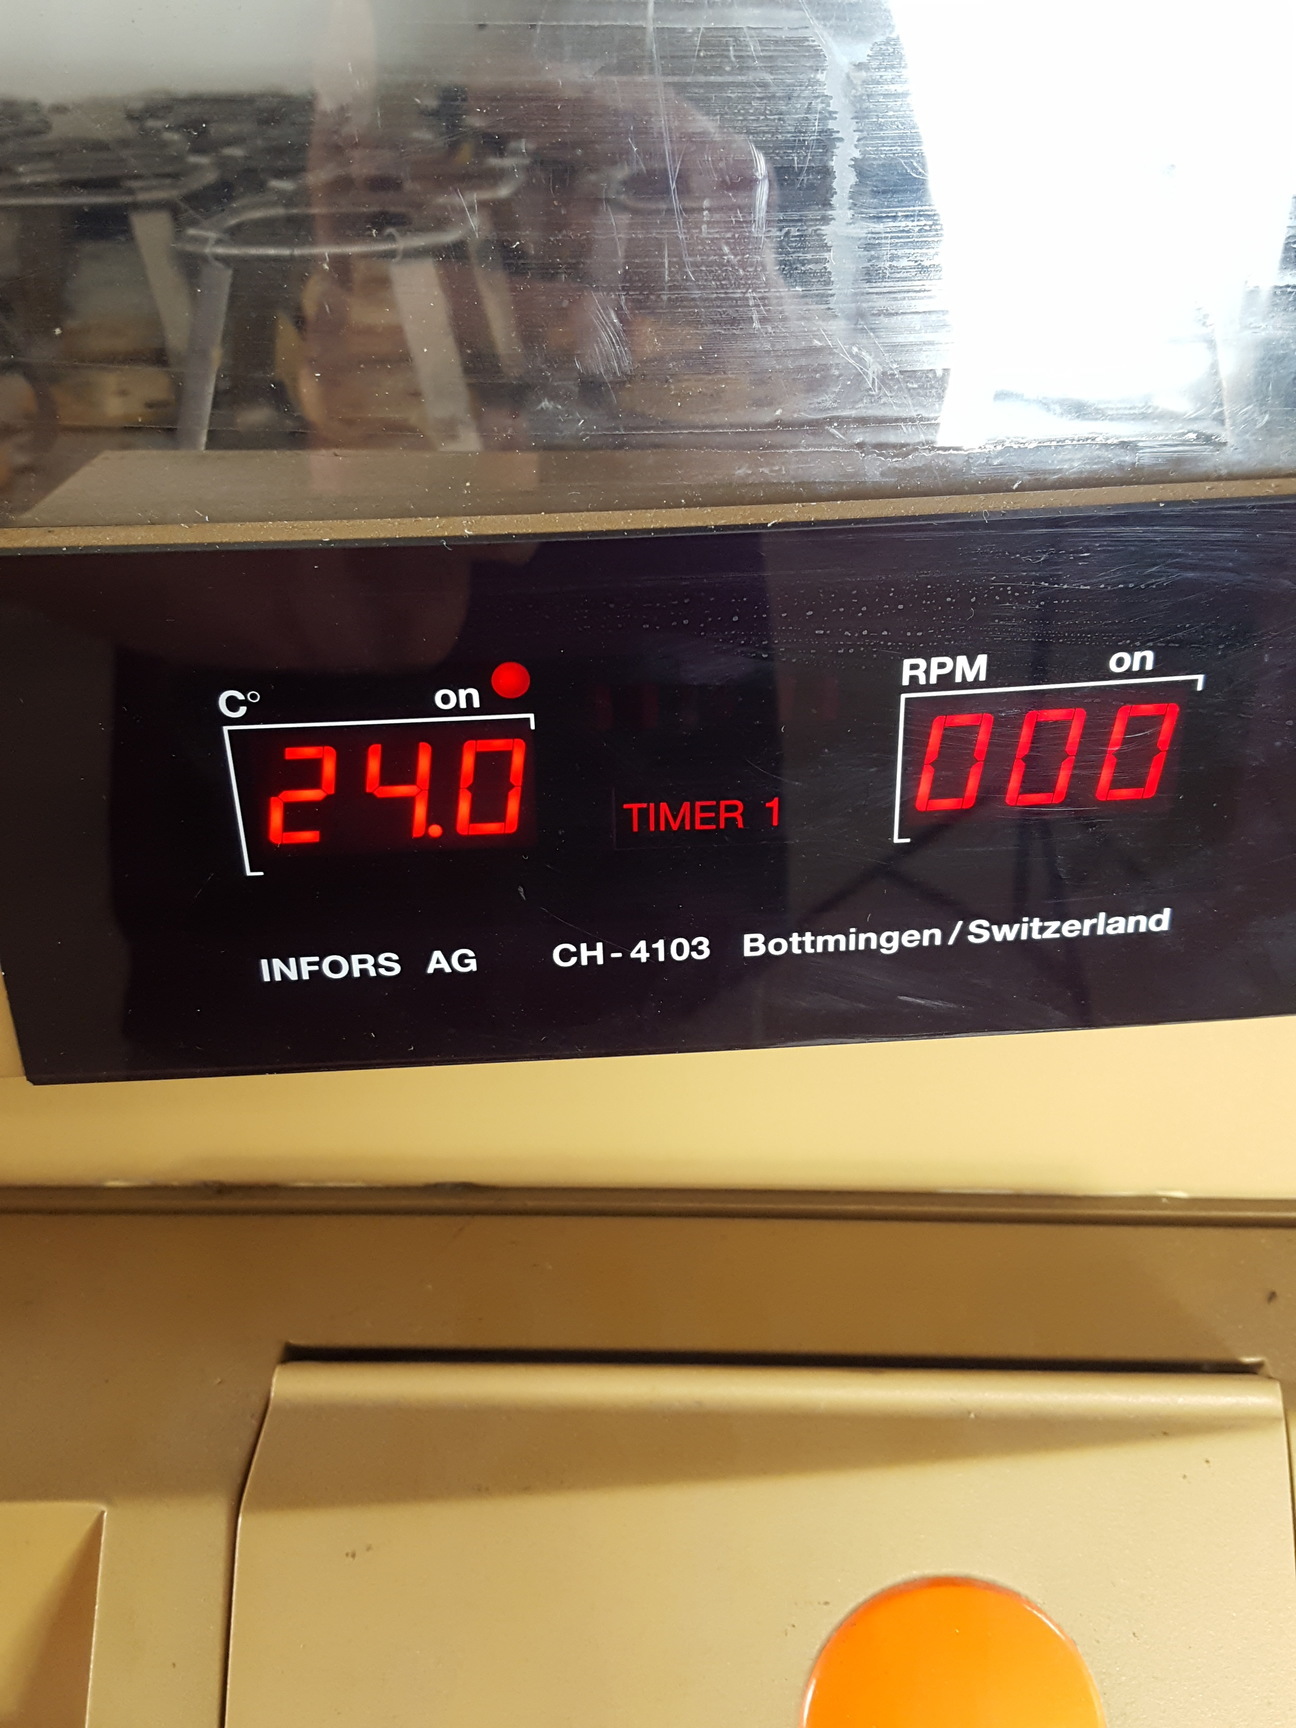 C° on RPM on
24.0 TIMER 1 000
INFORS AG CH-4103 Bottmingen/Switzerland